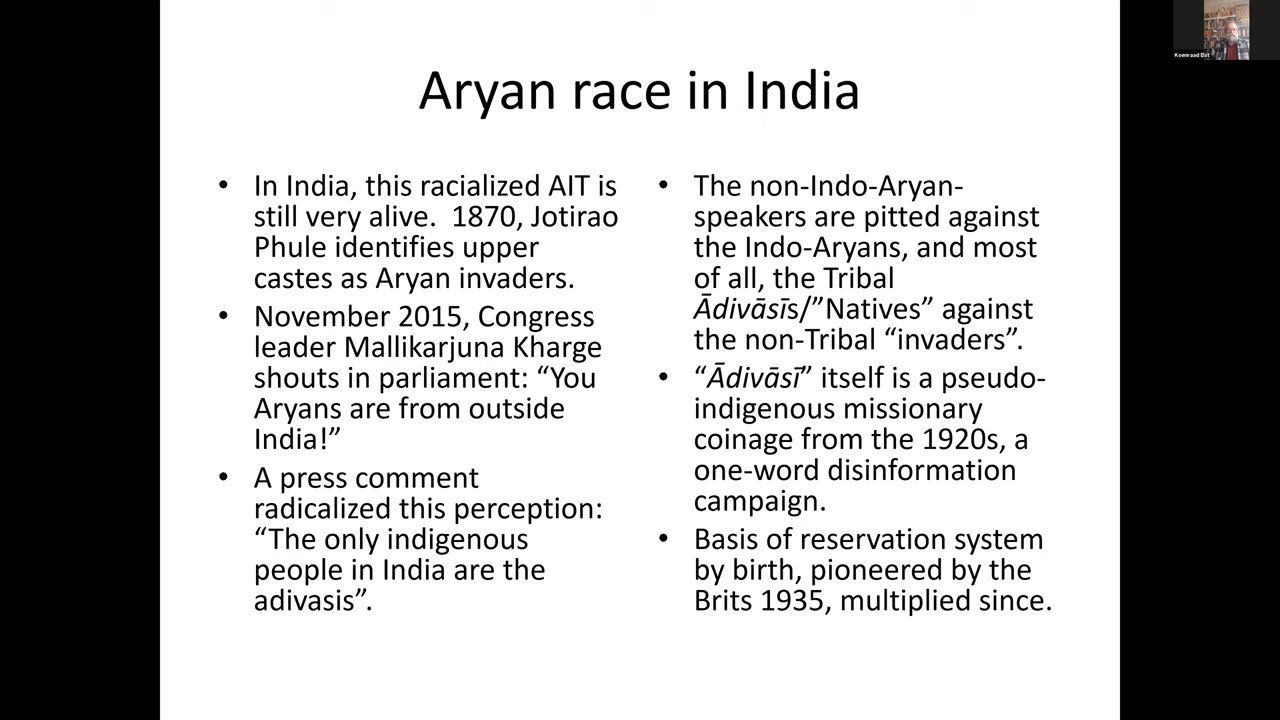 Koenraad Elst
Aryan race in India
• In India, this racialized AIT is
still very alive.  1870, Jotirao
Phule identifies upper
castes as Aryan invaders.
• November 2015, Congress
leader Mallikarjuna Kharge
shouts in parliament: “You
Aryans are from outside
India!”
• A press comment
radicalized this perception:
“The only indigenous
people in India are the
adivasis”.
• The non-Indo-Aryan-
speakers are pitted against
the Indo-Aryans, and most
of all, the Tribal
Ādivāsīs/”Natives” against
the non-Tribal “invaders”.
• “Ādivāsī” itself is a pseudo-
indigenous missionary
coinage from the 1920s, a
one-word disinformation
campaign.
• Basis of reservation system
by birth, pioneered by the
Brits 1935, multiplied since.